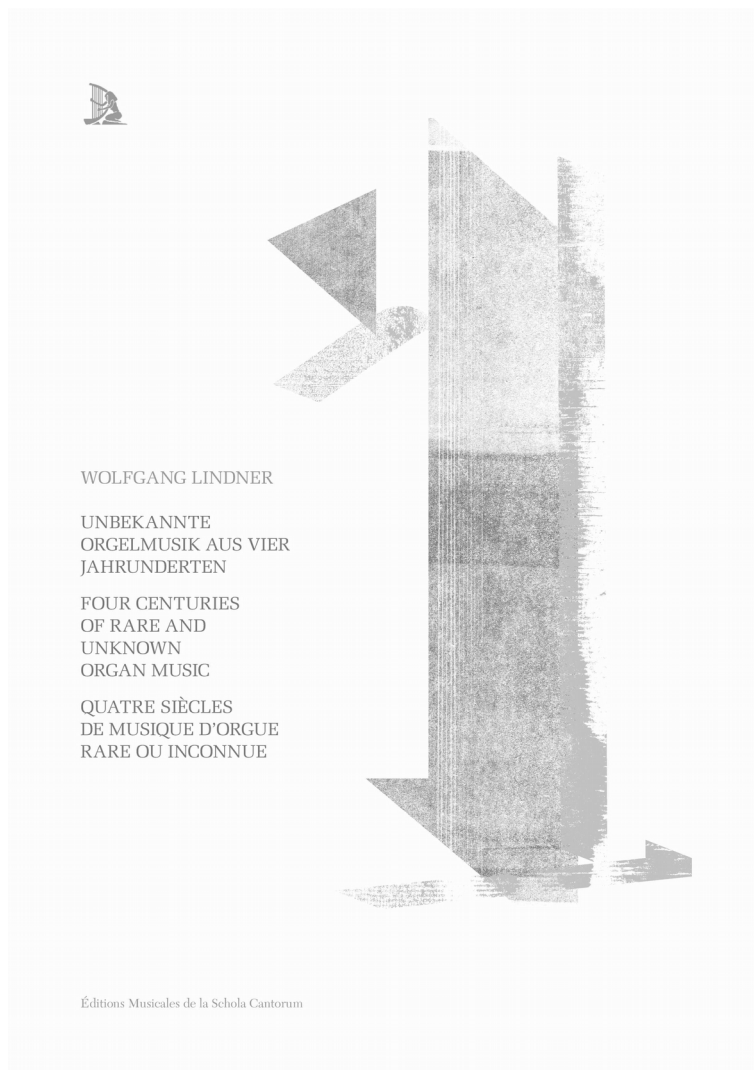 WOLFGANG LINDNER
UNBEKANNTE
ORGELMUSIK AUS VIER
JAHRUNDERTEN
FOUR CENTURIES
OF RARE AND
UNKNOWN
ORGAN MUSIC
QUATRE SIÈCLES
DE MUSIQUE D'ORGUE
RARE OU INCONNUE
Éditions Musicales de la Schola Cantorum